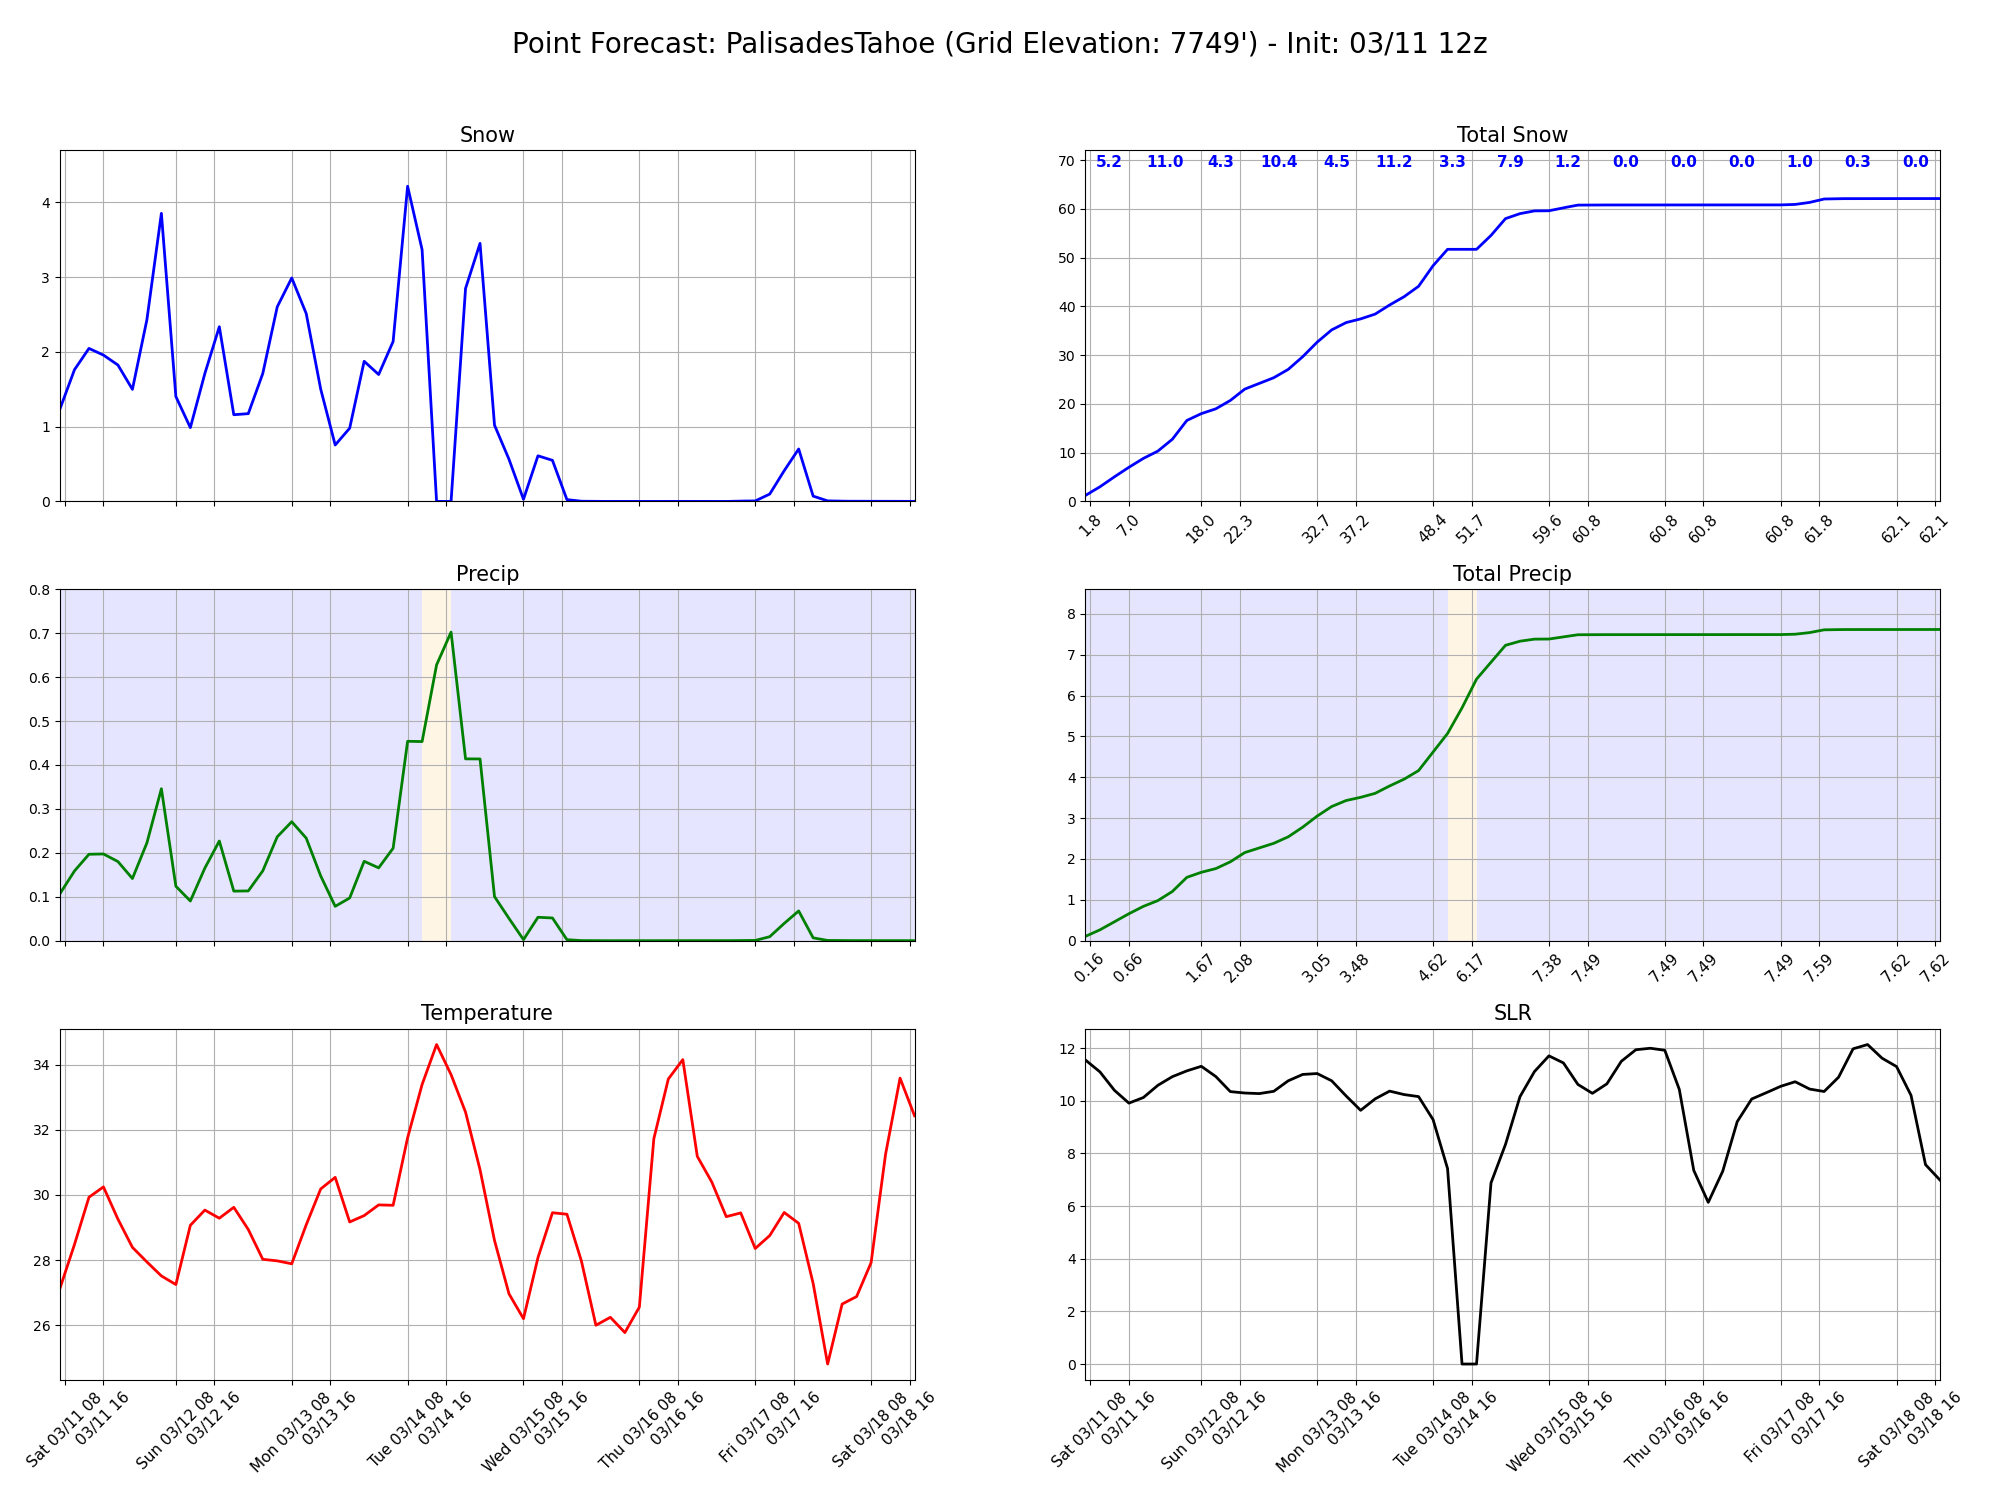 Point Forecast: PalisadesTahoe (Grid Elevation: 7749') - Init: 03/11 12z
Snow
4
3
2
1
0
Total Snow
5.2 11.0 4.3 10.4 4.5 11.2 3.3 7.9 1.2 0.0 0.0 0.0 1.0 0.3 0.0
70
60
50
40
30
20
10
0
1.8 7.0 18.0 22.3 32.7 37.2 48.4 51.7 59.6 60.8 60.8 60.8 60.8 61.8 62.1 62.1
Precip
0.8
0.7
0.6
0.5
0.4
0.3
0.2
0.1
0.0
Total Precip
8
7
6
5
4
3
2
1
0
0.16 0.66 1.67 2.08 3.05 3.48 4.62 6.17 7.38 7.49 7.49 7.49 7.49 7.59 7.62 7.62
Temperature
34
32
30
28
26
Sat 03/11 08
03/11 16
Sun 03/12 08
03/12 16
Mon 03/13 08
03/13 16
Tue 03/14 08
03/14 16
Wed 03/15 08
03/15 16
Thu 03/16 08
03/16 16
Fri 03/17 08
03/17 16
Sat 03/18 08
03/18 16
SLR
12
10
8
6
4
2
0
Sat 03/11 08
03/11 16
Sun 03/12 08
03/12 16
Mon 03/13 08
03/13 16
Tue 03/14 08
03/14 16
Wed 03/15 08
03/15 16
Thu 03/16 08
03/16 16
Fri 03/17 08
03/17 16
Sat 03/18 08
03/18 16